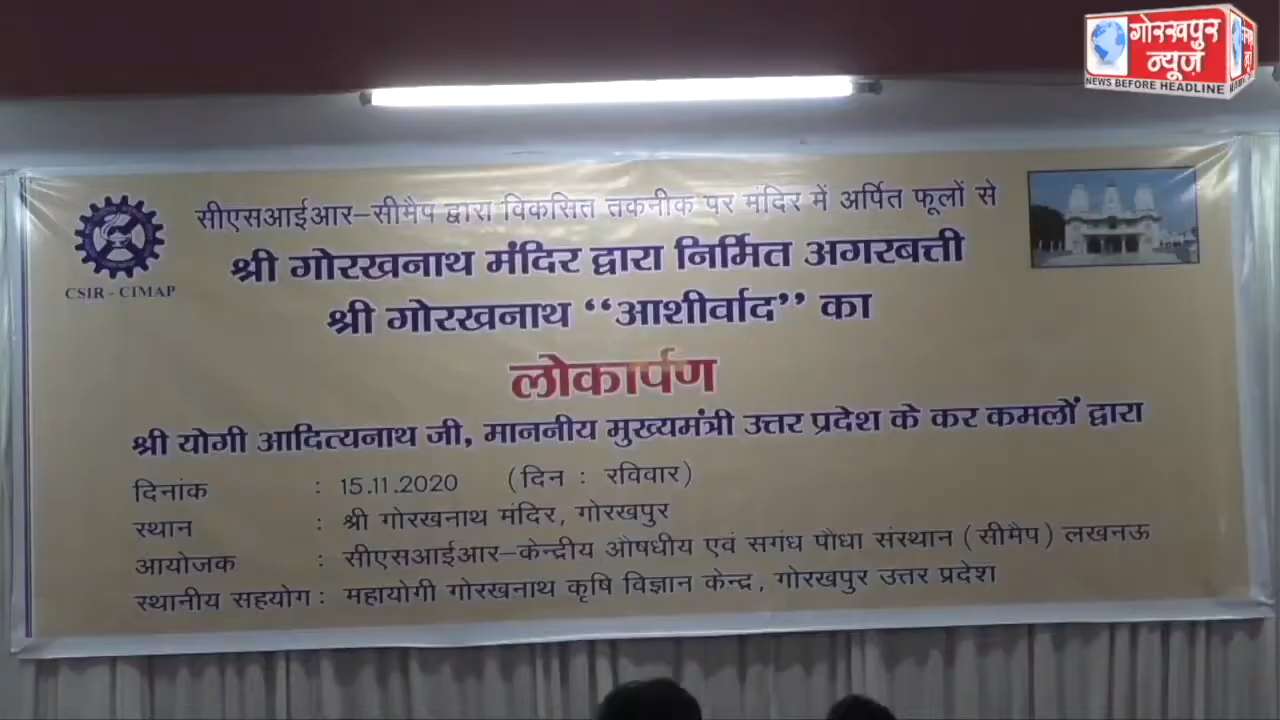 गोरखपुर
न्यूज़
NEWS BEFORE HEADLINE
सीएसआईआर-सीमैप द्वारा विकसित तकनीक पर मंदिर में अर्पित फूलों से
श्री गोरखनाथ मंदिर द्वारा निर्मित अगरबत्ती
CSIR - CIMAP
श्री गोरखनाथ “आशीर्वाद” का
लोकार्पण
श्री योगी आदित्यनाथ जी, माननीय मुख्यमंत्री उत्तर प्रदेश के कर कमलों द्वारा
दिनांक : 15.11.2020 (दिन : रविवार)
स्थान : श्री गोरखनाथ मंदिर, गोरखपुर
आयोजक : सीएसआईआर-केन्द्रीय औषधीय एवं सगंध पौधा संस्थान (सीमैप) लखनऊ
स्थानीय सहयोग : महायोगी गोरखनाथ कृषि विज्ञान केन्द्र, गोरखपुर उत्तर प्रदेश